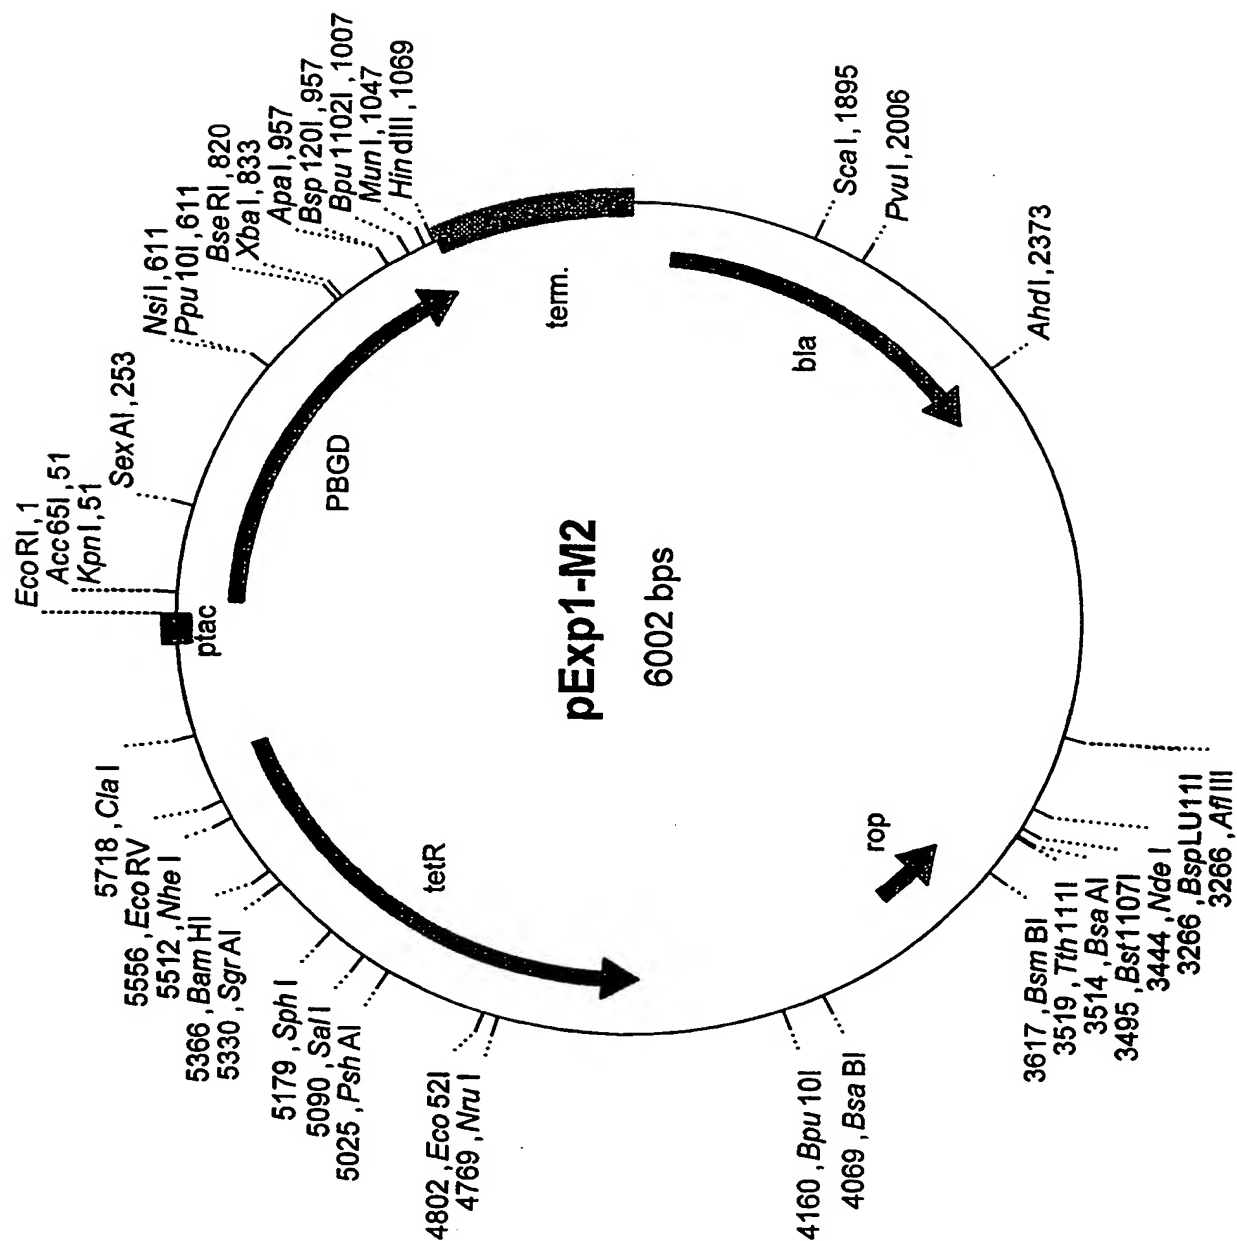 EcoRI, 1
Acc65I, 51
KpnI, 51
SexAI, 253
NsiI, 611
Ppu10I, 611
BseRI, 820
XbaI, 833
ApaI, 957
Bsp120I, 957
Bpu1102I, 1007
MunI, 1047
HindIII, 1069
ScaI, 1895
PvuI, 2006
AhdI, 2373
ptac
PBGD
term.
bla
pExp1-M2
6002 bps
tetR
rop
5718, ClaI
5556, EcoRV
5512, NheI
5366, BamHI
5330, SgrAI
5179, SphI
5090, SalI
5025, PshAI
4802, Eco52I
4769, NruI
4160, Bpu10I
4069, BsaBI
3617, BsmBI
3519, Tth111I
3514, BsaAI
3495, Bst1107I
3444, NdeI
3266, BspLU11I
3266, AflIII